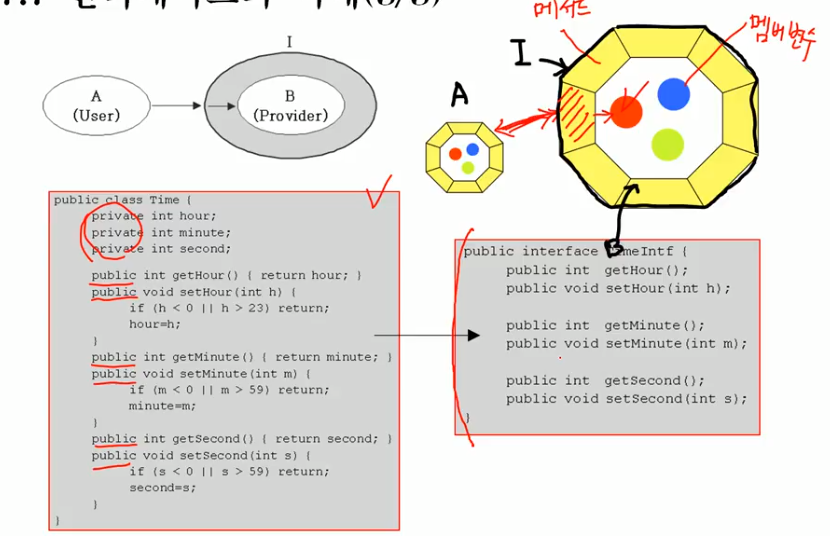 메서드
I
A
(User)
B
(Provider)
I
멤버변수
A
public class Time {
private int hour;
private int minute;
private int second;
public int getHour() { return hour; }
public void setHour(int h) {
if (h < 0 || h > 23) return;
hour=h;
}
public int getMinute() { return minute; }
public void setMinute(int m) {
if (m < 0 || m > 59) return;
minute=m;
}
public int getSecond() { return second; }
public void setSecond(int s) {
if (s < 0 || s > 59) return;
second=s;
}
}
B
public interface TimeIntf {
public int getHour();
public void setHour(int h);
public int getMinute();
public void setMinute(int m);
public int getSecond();
public void setSecond(int s);
}